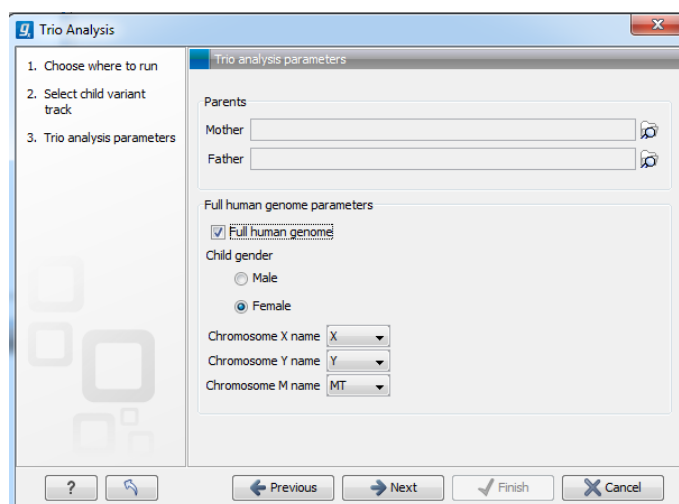 Trio Analysis
1. Choose where to run
2. Select child variant
track
3. Trio analysis parameters
Trio analysis parameters
Parents
Mother
Father
Full human genome parameters
Full human genome
Child gender
Male
Female
Chromosome X name X
Chromosome Y name Y
Chromosome M name MT
? Previous Next Finish Cancel